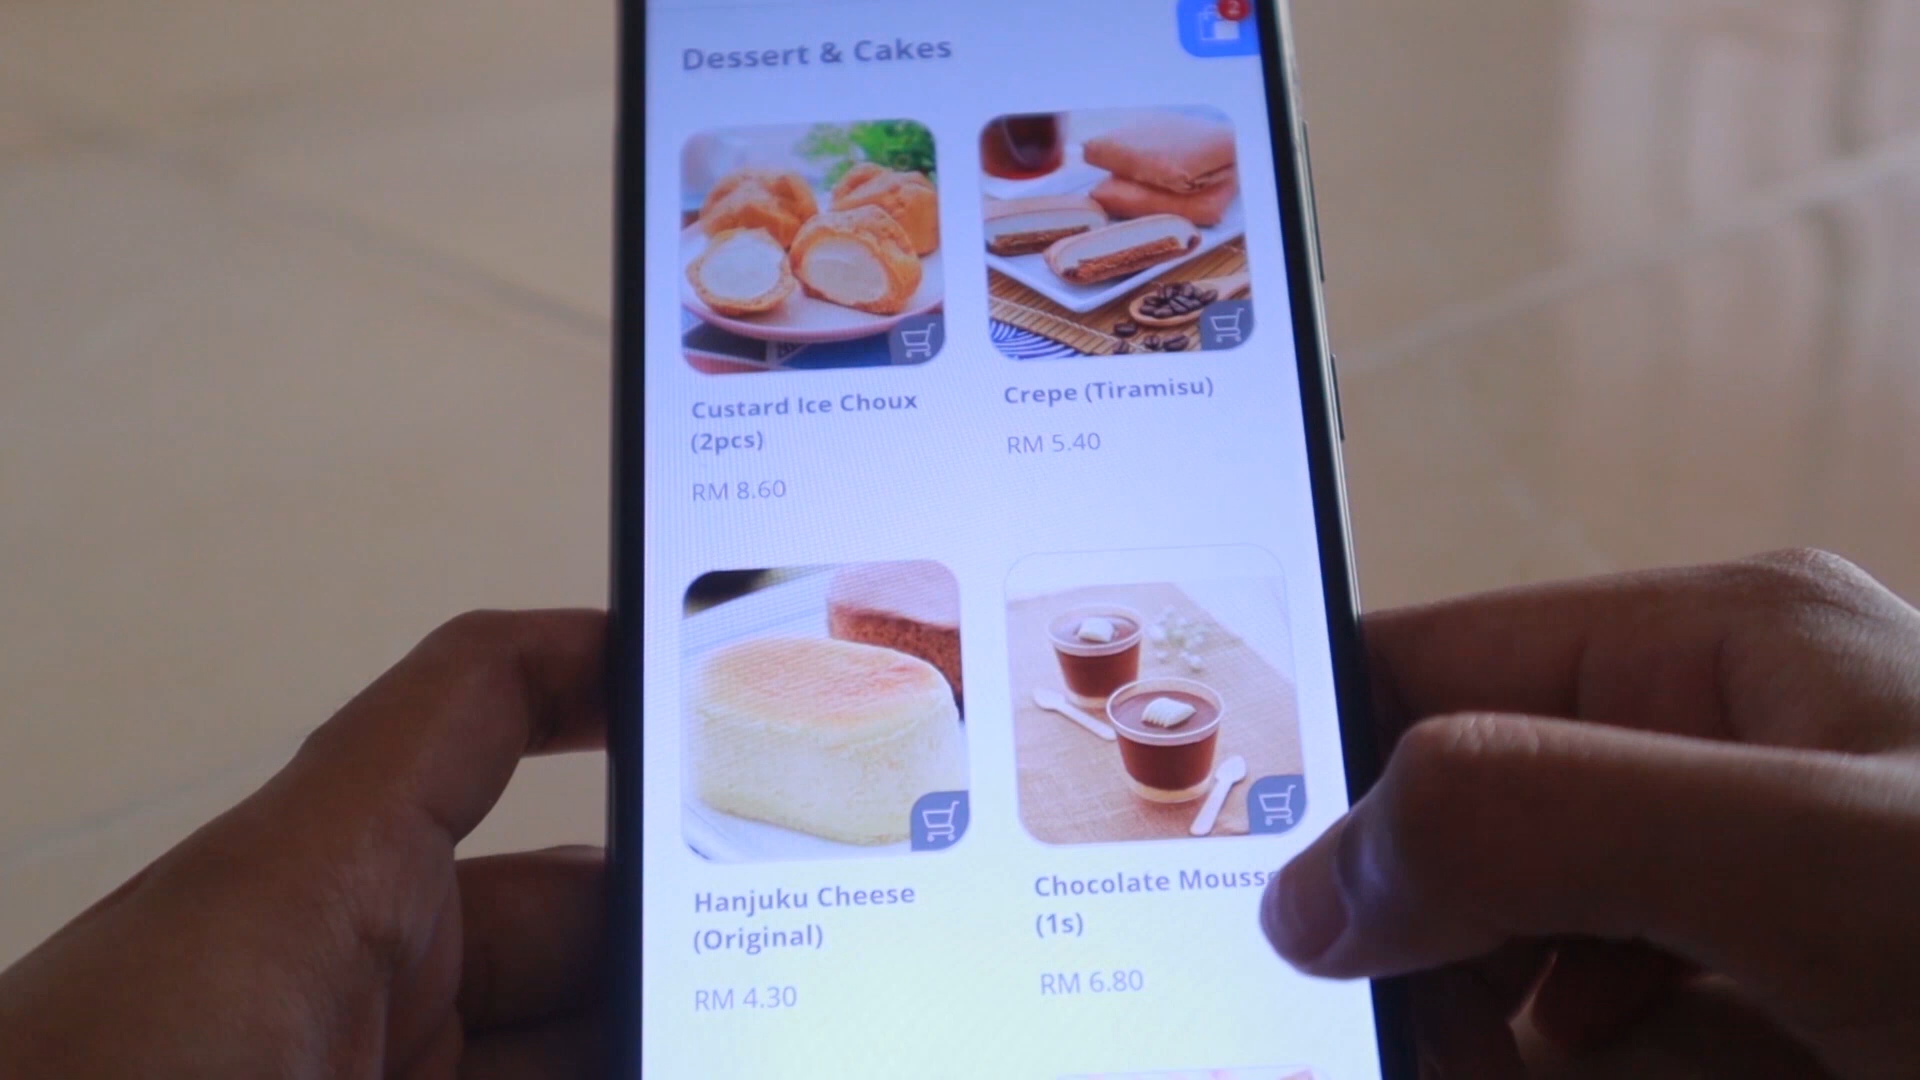 2
Dessert & Cakes
Custard Ice Choux
(2pcs)
RM 8.60
Crepe (Tiramisu)
RM 5.40
Hanjuku Cheese
(Original)
RM 4.30
Chocolate Mousse
(1s)
RM 6.80